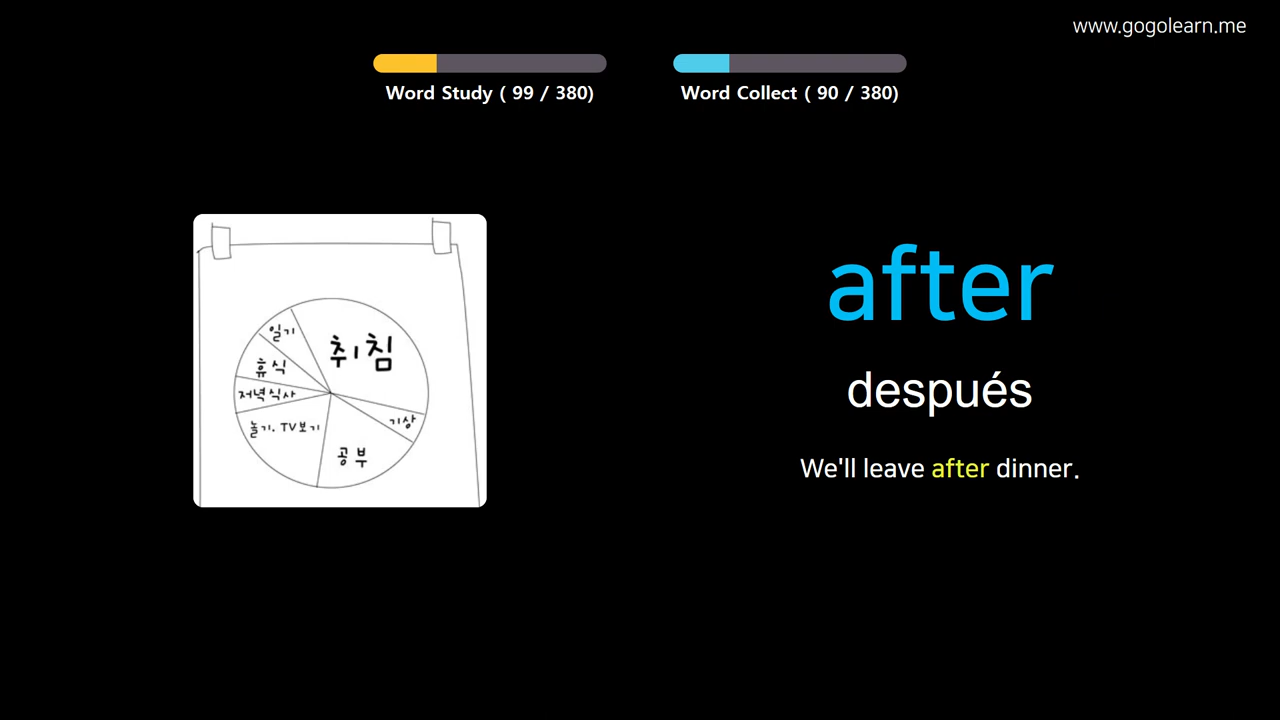 www.gogolearn.me
Word Study ( 99 / 380)
Word Collect ( 90 / 380)
일기
취침
휴식
저녁식사
기상
놀기. TV보기
공부
after
después
We'll leave after dinner.